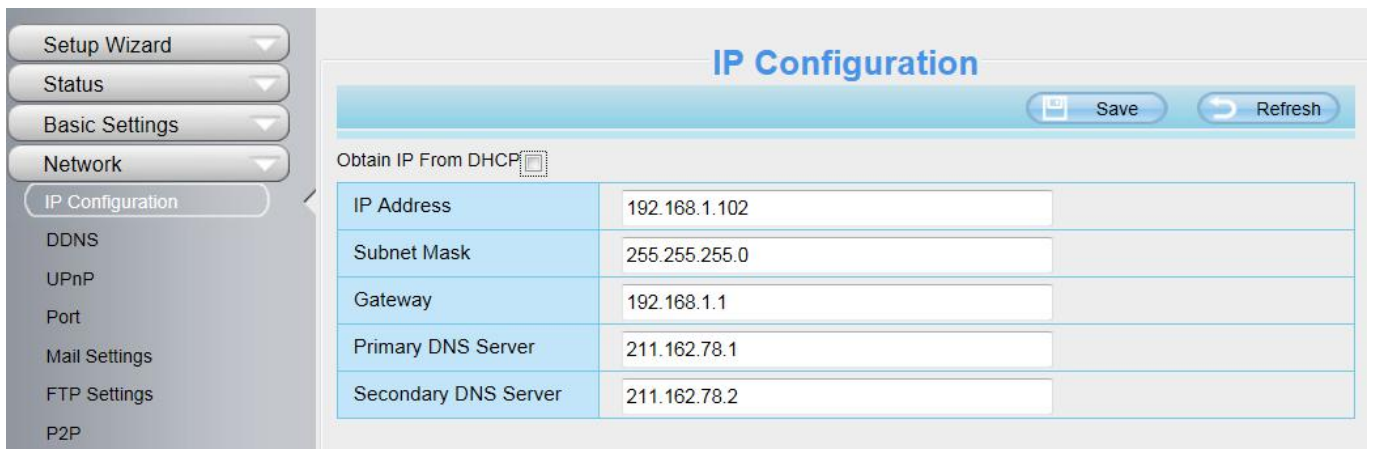 Setup Wizard
Status
Basic Settings
Network
IP Configuration
DDNS
UPnP
Port
Mail Settings
FTP Settings
P2P
IP Configuration
Save Refresh
Obtain IP From DHCP
IP Address 192.168.1.102
Subnet Mask 255.255.255.0
Gateway 192.168.1.1
Primary DNS Server 211.162.78.1
Secondary DNS Server 211.162.78.2